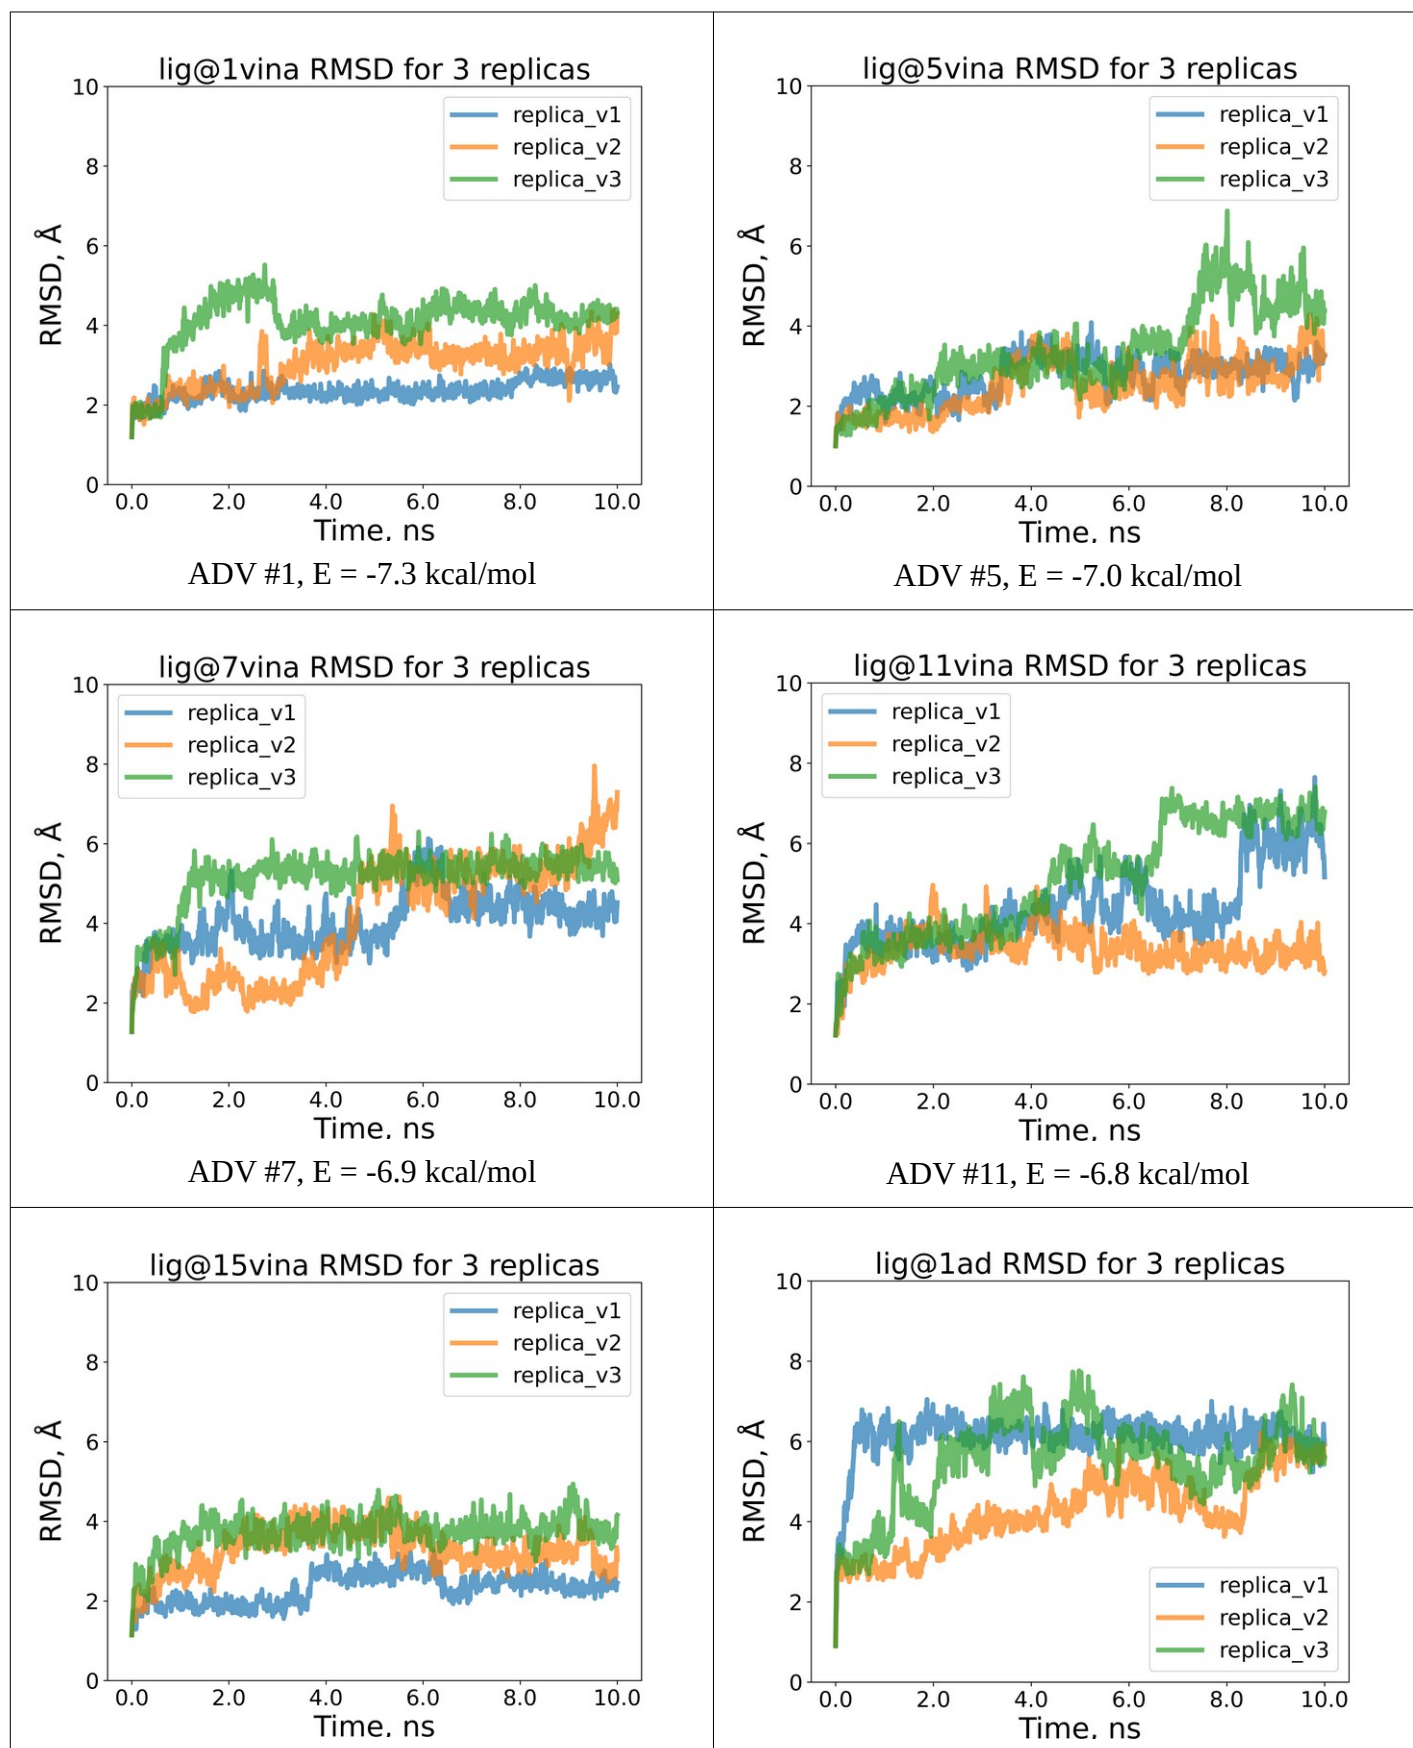 lig@1vina RMSD for 3 replicas
10
8
6
4
2
0
RMSD, Å
replica_v1
replica_v2
replica_v3
0.0 2.0 4.0 6.0 8.0 10.0
Time, ns
ADV #1, E = -7.3 kcal/mol
lig@5vina RMSD for 3 replicas
10
8
6
4
2
0
RMSD, Å
replica_v1
replica_v2
replica_v3
0.0 2.0 4.0 6.0 8.0 10.0
Time, ns
ADV #5, E = -7.0 kcal/mol
lig@7vina RMSD for 3 replicas
10
8
6
4
2
0
RMSD, Å
replica_v1
replica_v2
replica_v3
0.0 2.0 4.0 6.0 8.0 10.0
Time, ns
ADV #7, E = -6.9 kcal/mol
lig@11vina RMSD for 3 replicas
10
8
6
4
2
0
RMSD, Å
replica_v1
replica_v2
replica_v3
0.0 2.0 4.0 6.0 8.0 10.0
Time, ns
ADV #11, E = -6.8 kcal/mol
lig@15vina RMSD for 3 replicas
10
8
6
4
2
0
RMSD, Å
replica_v1
replica_v2
replica_v3
0.0 2.0 4.0 6.0 8.0 10.0
Time, ns
lig@1ad RMSD for 3 replicas
10
8
6
4
2
0
RMSD, Å
replica_v1
replica_v2
replica_v3
0.0 2.0 4.0 6.0 8.0 10.0
Time, ns